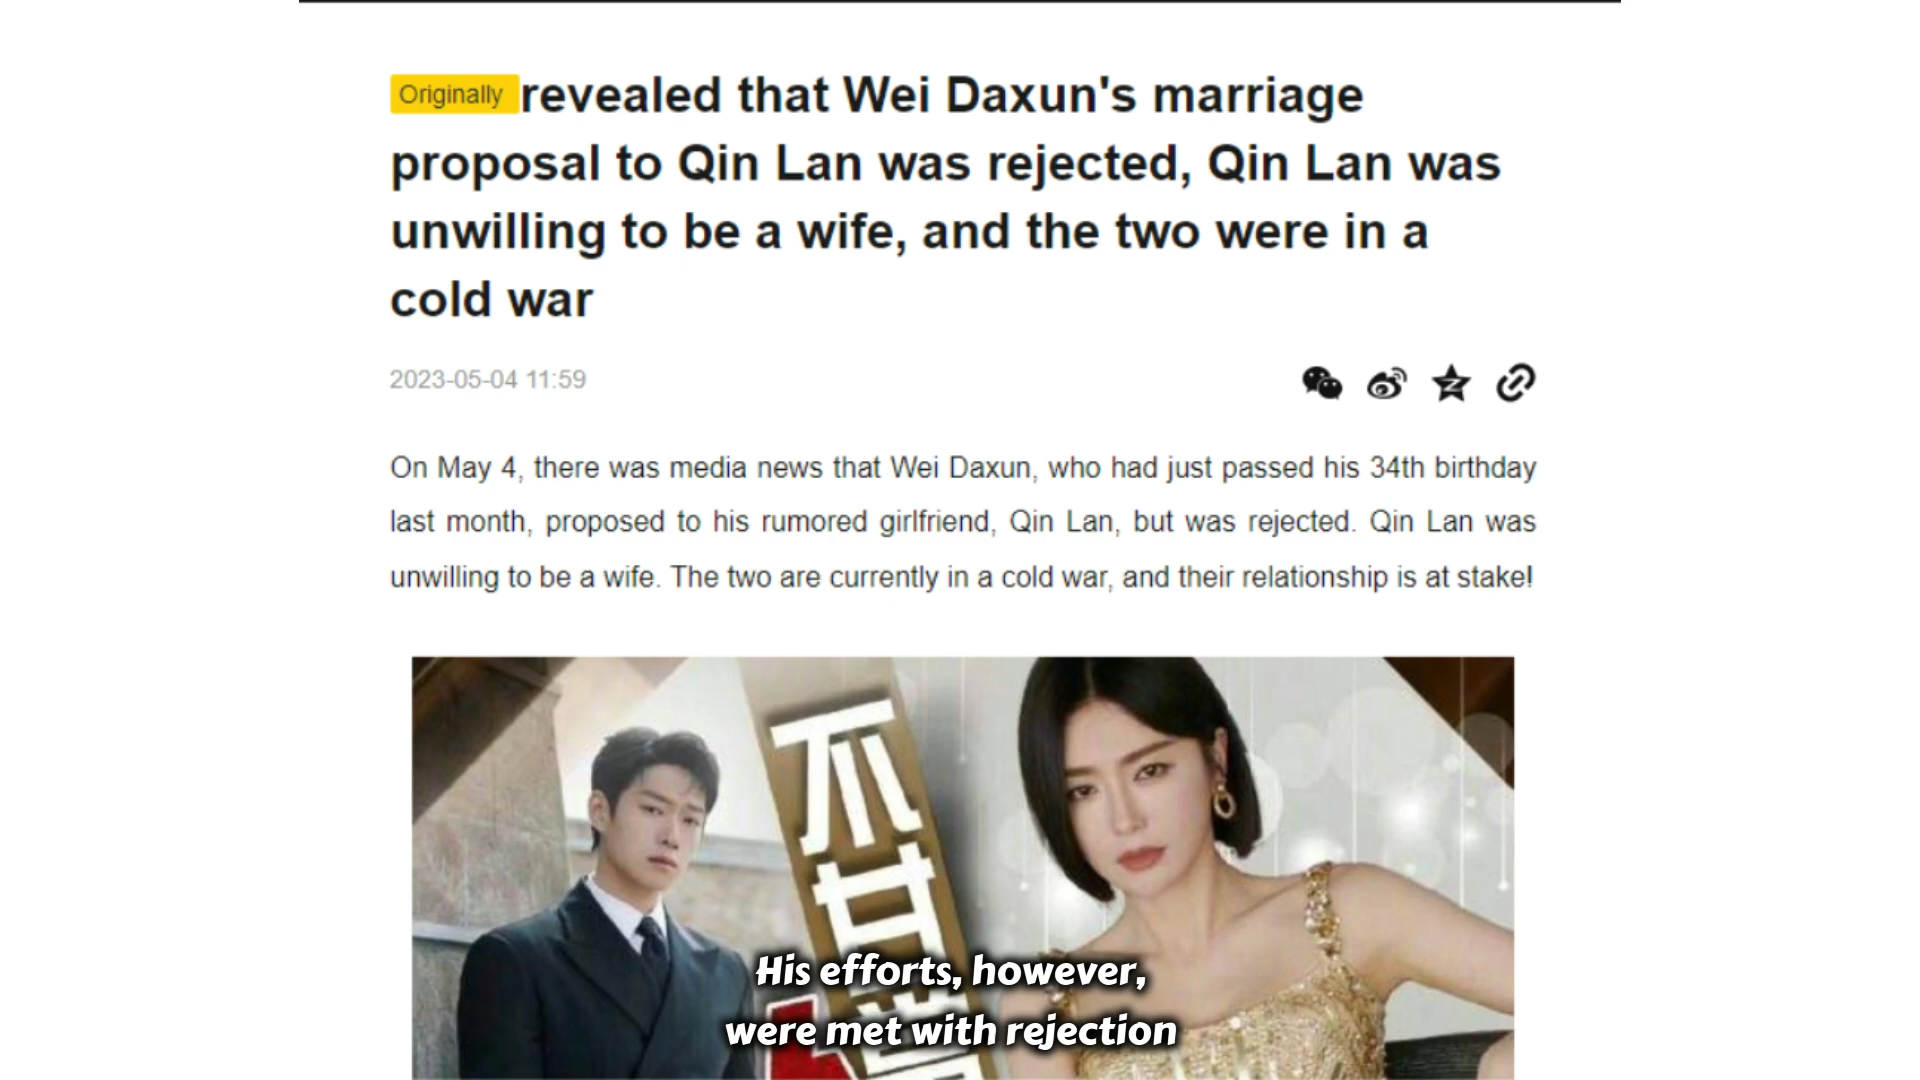 Originally revealed that Wei Daxun's marriage
proposal to Qin Lan was rejected, Qin Lan was
unwilling to be a wife, and the two were in a
cold war
2023-05-04 11:59
On May 4, there was media news that Wei Daxun, who had just passed his 34th birthday
last month, proposed to his rumored girlfriend, Qin Lan, but was rejected. Qin Lan was
unwilling to be a wife. The two are currently in a cold war, and their relationship is at stake!
不
甘
His efforts, however,
were met with rejection